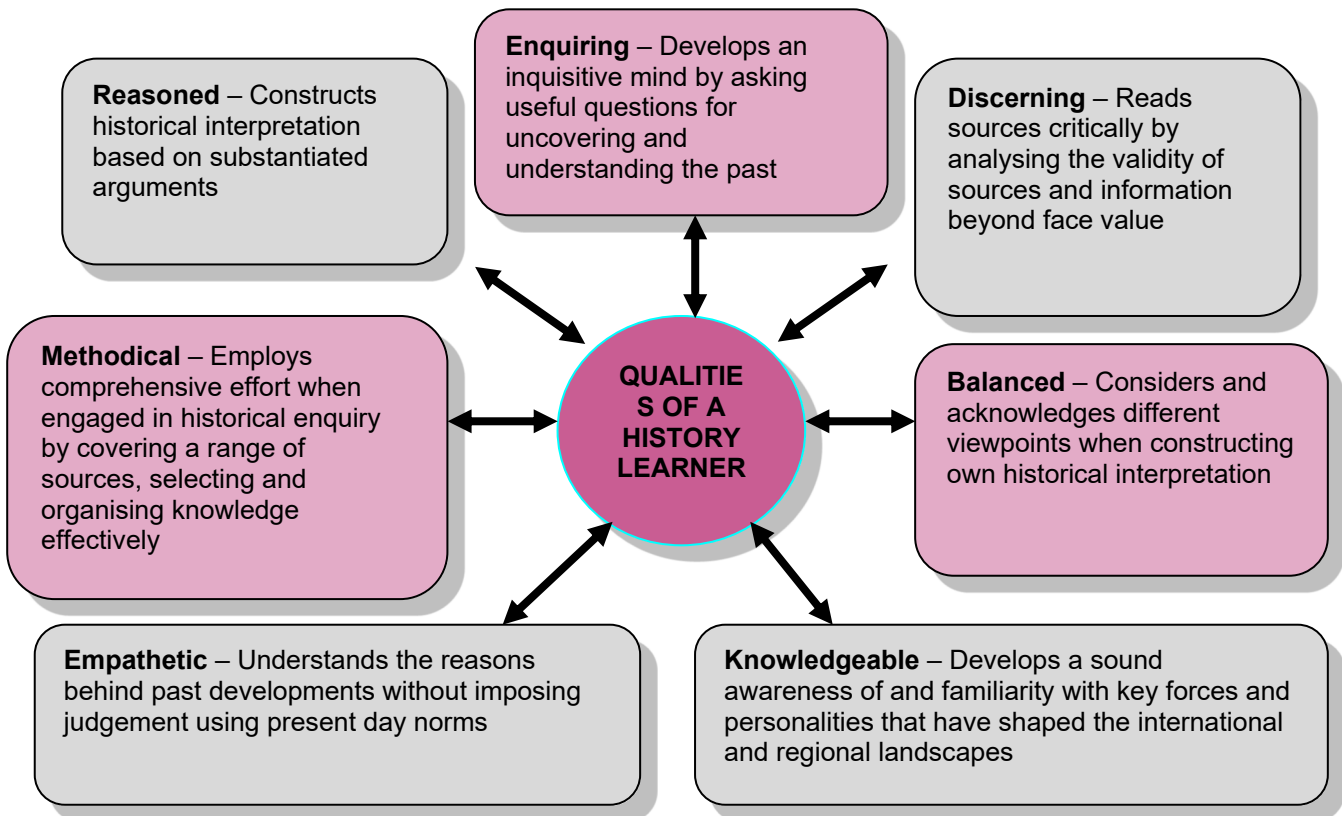 Enquiring – Develops an
inquisitive mind by asking
useful questions for
uncovering and
understanding the past
Reasoned – Constructs
historical interpretation
based on substantiated
arguments
Discerning – Reads
sources critically by
analysing the validity of
sources and information
beyond face value
Methodical – Employs
comprehensive effort when
engaged in historical enquiry
by covering a range of
sources, selecting and
organising knowledge
effectively
QUALITIE
S OF A
HISTORY
LEARNER
Balanced – Considers and
acknowledges different
viewpoints when constructing
own historical interpretation
Empathetic – Understands the reasons
behind past developments without imposing
judgement using present day norms
Knowledgeable – Develops a sound
awareness of and familiarity with key forces and
personalities that have shaped the international
and regional landscapes